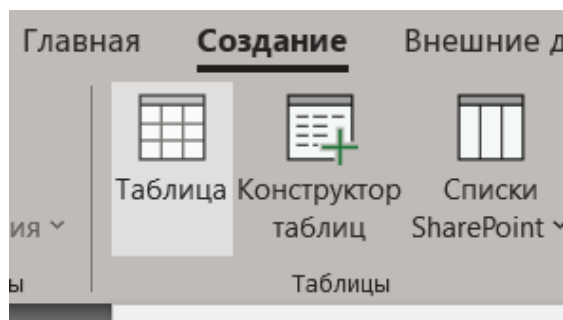 Главная Создание Внешние д
Таблица Конструктор Списки
ия таблиц SharePoint
ы Таблицы